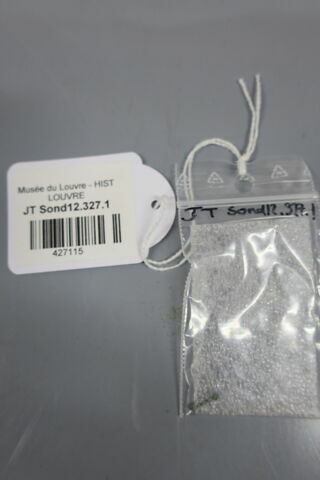 Musée du Louvre - HIST
LOUVRE
JT Sond12.327.1
427115
JT Sond12.327.1